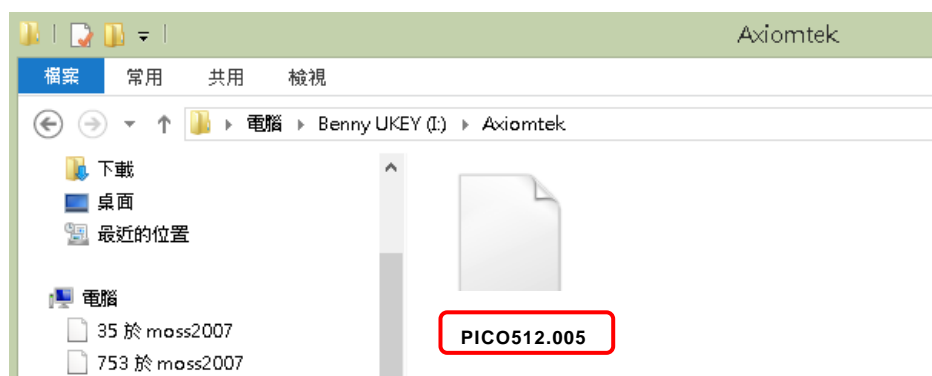 Axiomtek
檔案 常用 共用 檢視
電腦 Benny UKEY (I:) Axiomtek
下載
桌面
最近的位置
電腦
35 於 moss2007
753 於 moss2007
PICO512.005